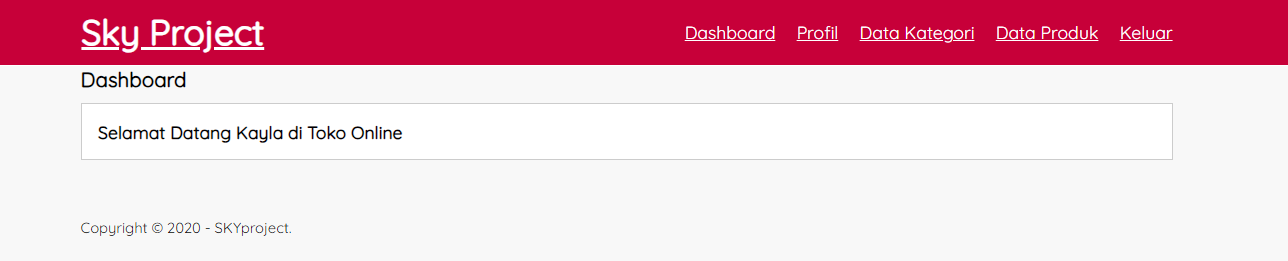 Sky Project Dashboard Profil Data Kategori Data Produk Keluar
Dashboard
Selamat Datang Kayla di Toko Online
Copyright © 2020 - SKYproject.